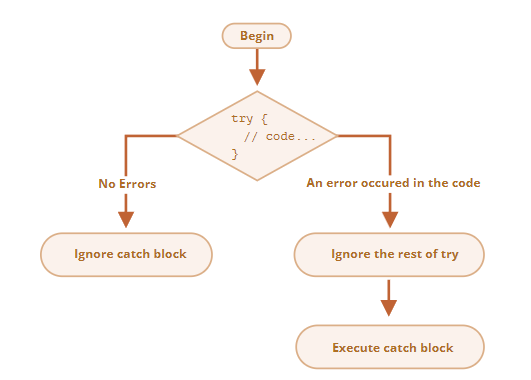 Begin
try {
// code...
}
No Errors
An error occured in the code
Ignore catch block
Ignore the rest of try
Execute catch block